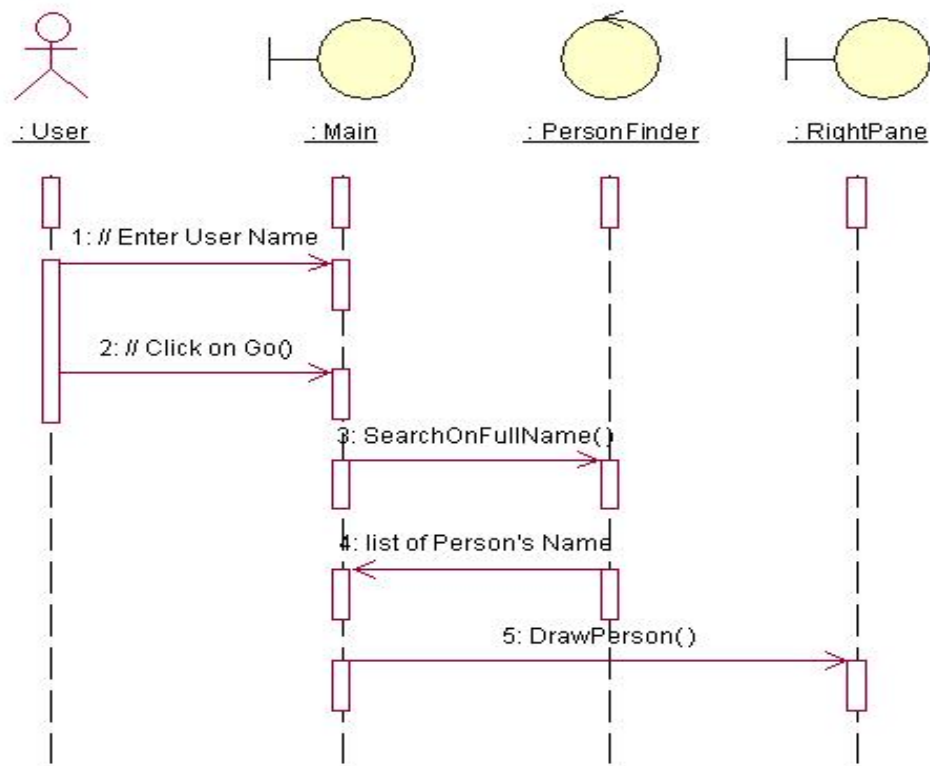 : User
: Main
: PersonFinder
: RightPane
1: // Enter User Name
2: // Click on Go()
3: SearchOnFullName()
4: list of Person's Name
5: DrawPerson()